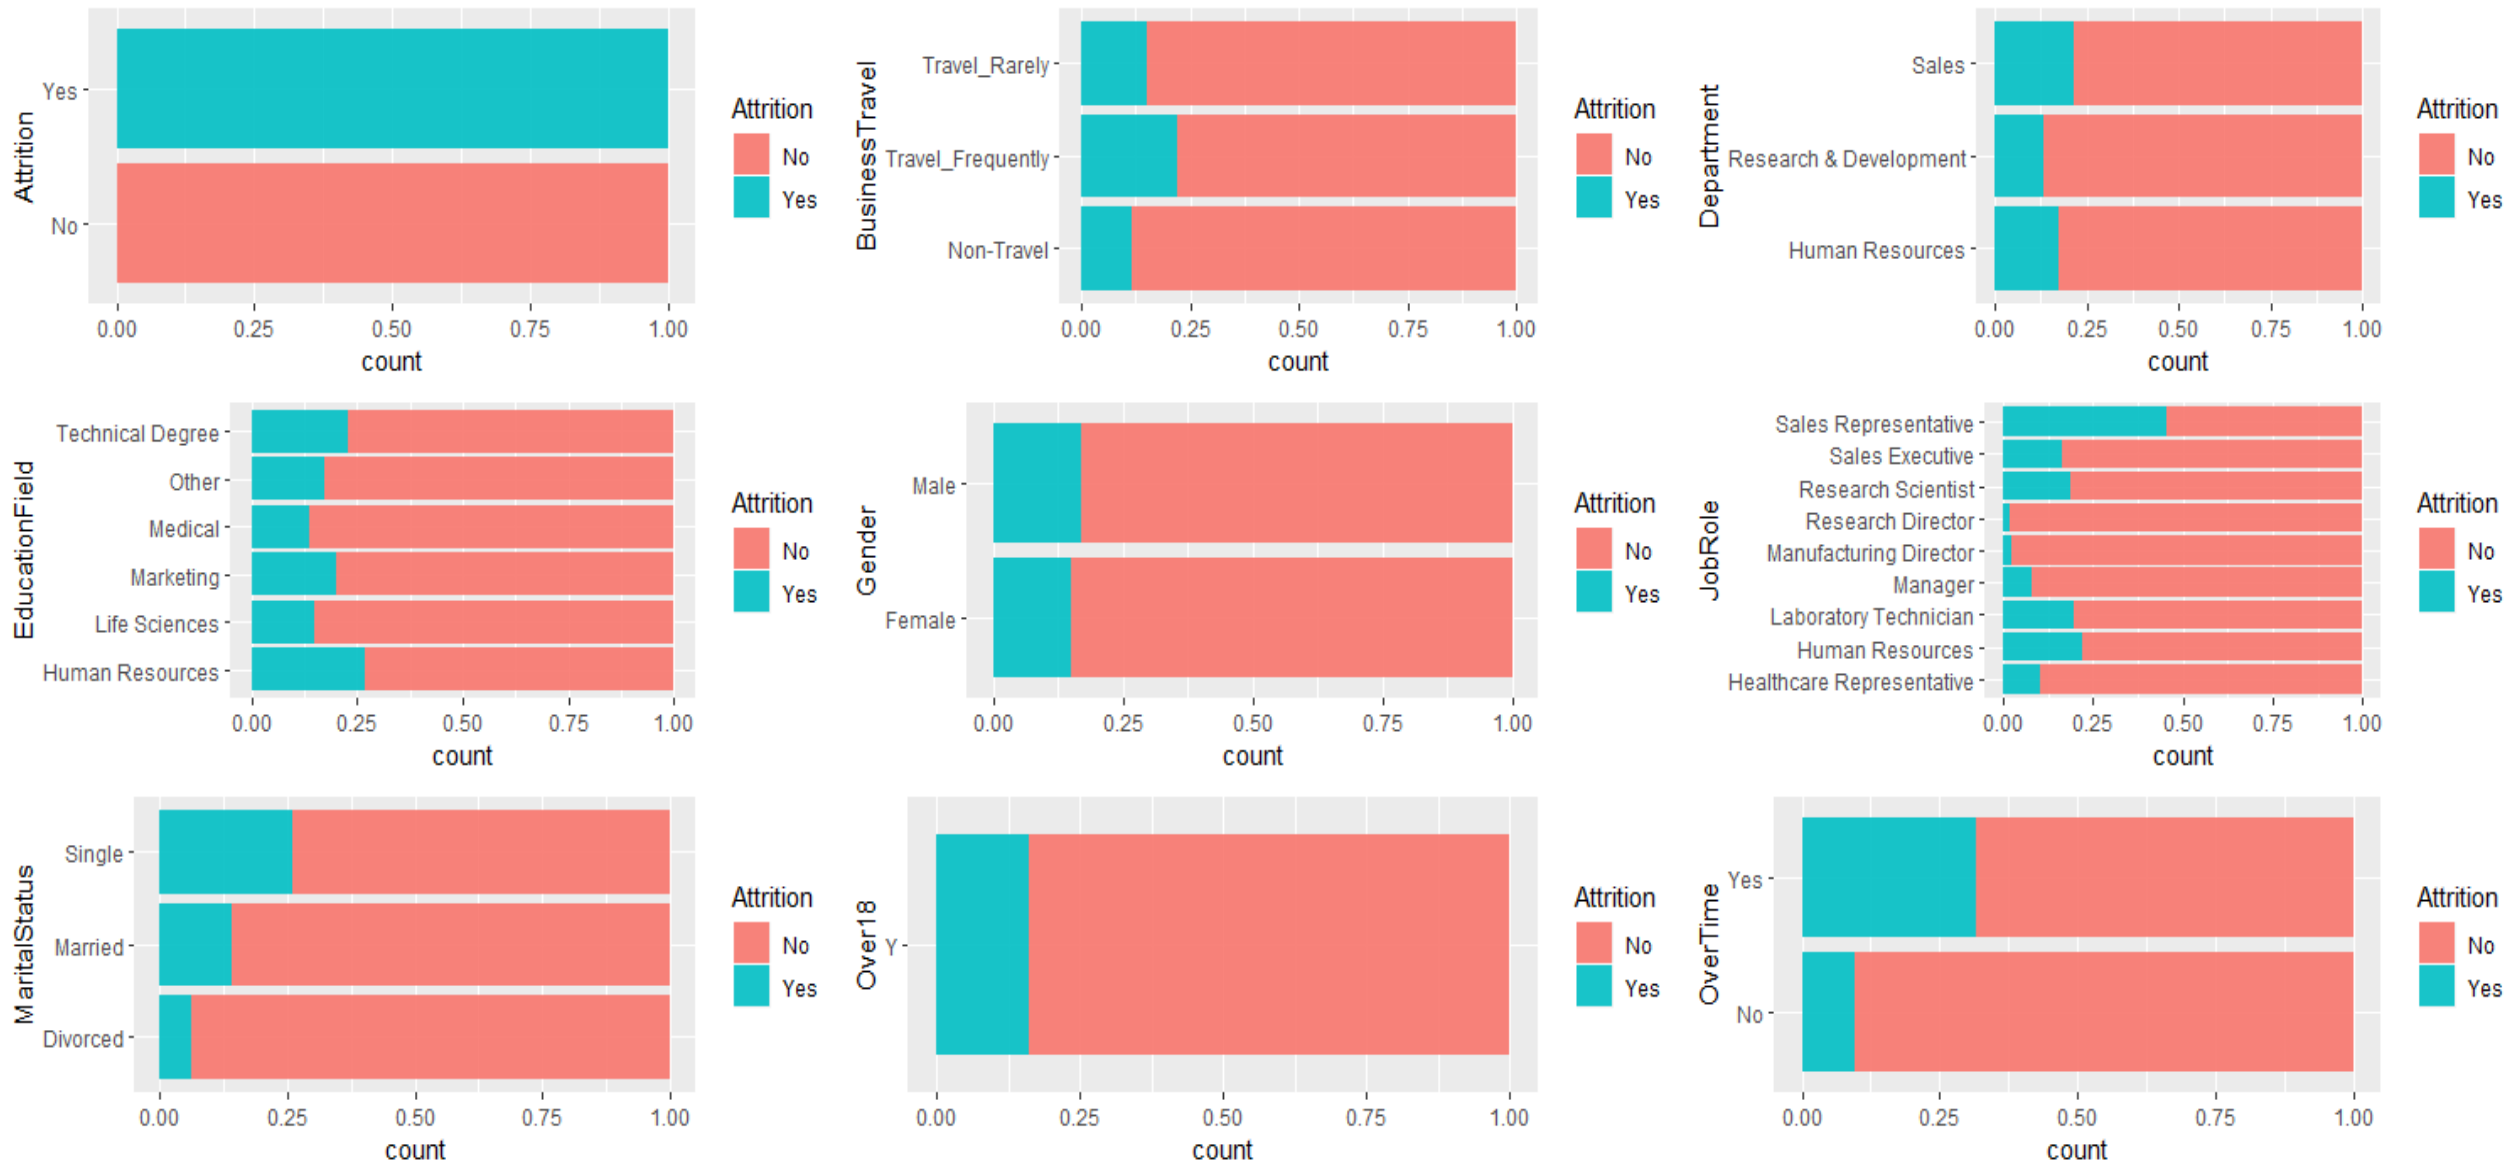 Attrition
Yes
No
0.00 0.25 0.50 0.75 1.00
count
Attrition
No
Yes
BusinessTravel
Travel_Rarely
Travel_Frequently
Non-Travel
0.00 0.25 0.50 0.75 1.00
count
Attrition
No
Yes
Department
Sales
Research & Development
Human Resources
0.00 0.25 0.50 0.75 1.00
count
Attrition
No
Yes
EducationField
Technical Degree
Other
Medical
Marketing
Life Sciences
Human Resources
0.00 0.25 0.50 0.75 1.00
count
Attrition
No
Yes
Gender
Male
Female
0.00 0.25 0.50 0.75 1.00
count
Attrition
No
Yes
JobRole
Sales Representative
Sales Executive
Research Scientist
Research Director
Manufacturing Director
Manager
Laboratory Technician
Human Resources
Healthcare Representative
0.00 0.25 0.50 0.75 1.00
count
Attrition
No
Yes
MaritalStatus
Single
Married
Divorced
0.00 0.25 0.50 0.75 1.00
count
Attrition
No
Yes
Over18
Y
0.00 0.25 0.50 0.75 1.00
count
Attrition
No
Yes
OverTime
Yes
No
0.00 0.25 0.50 0.75 1.00
count
Attrition
No
Yes